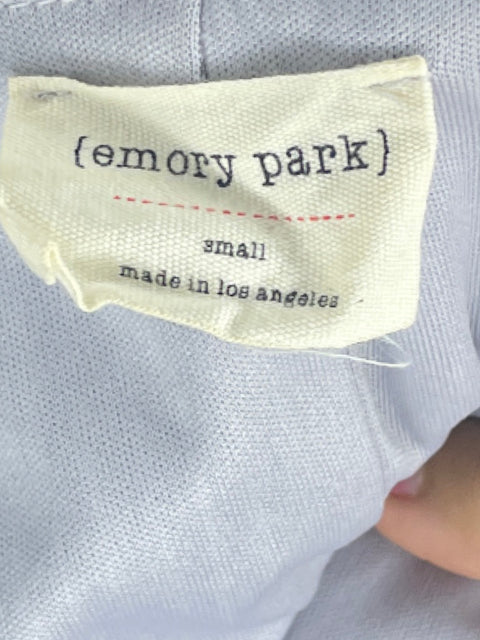 {emory park}
small
made in los angeles